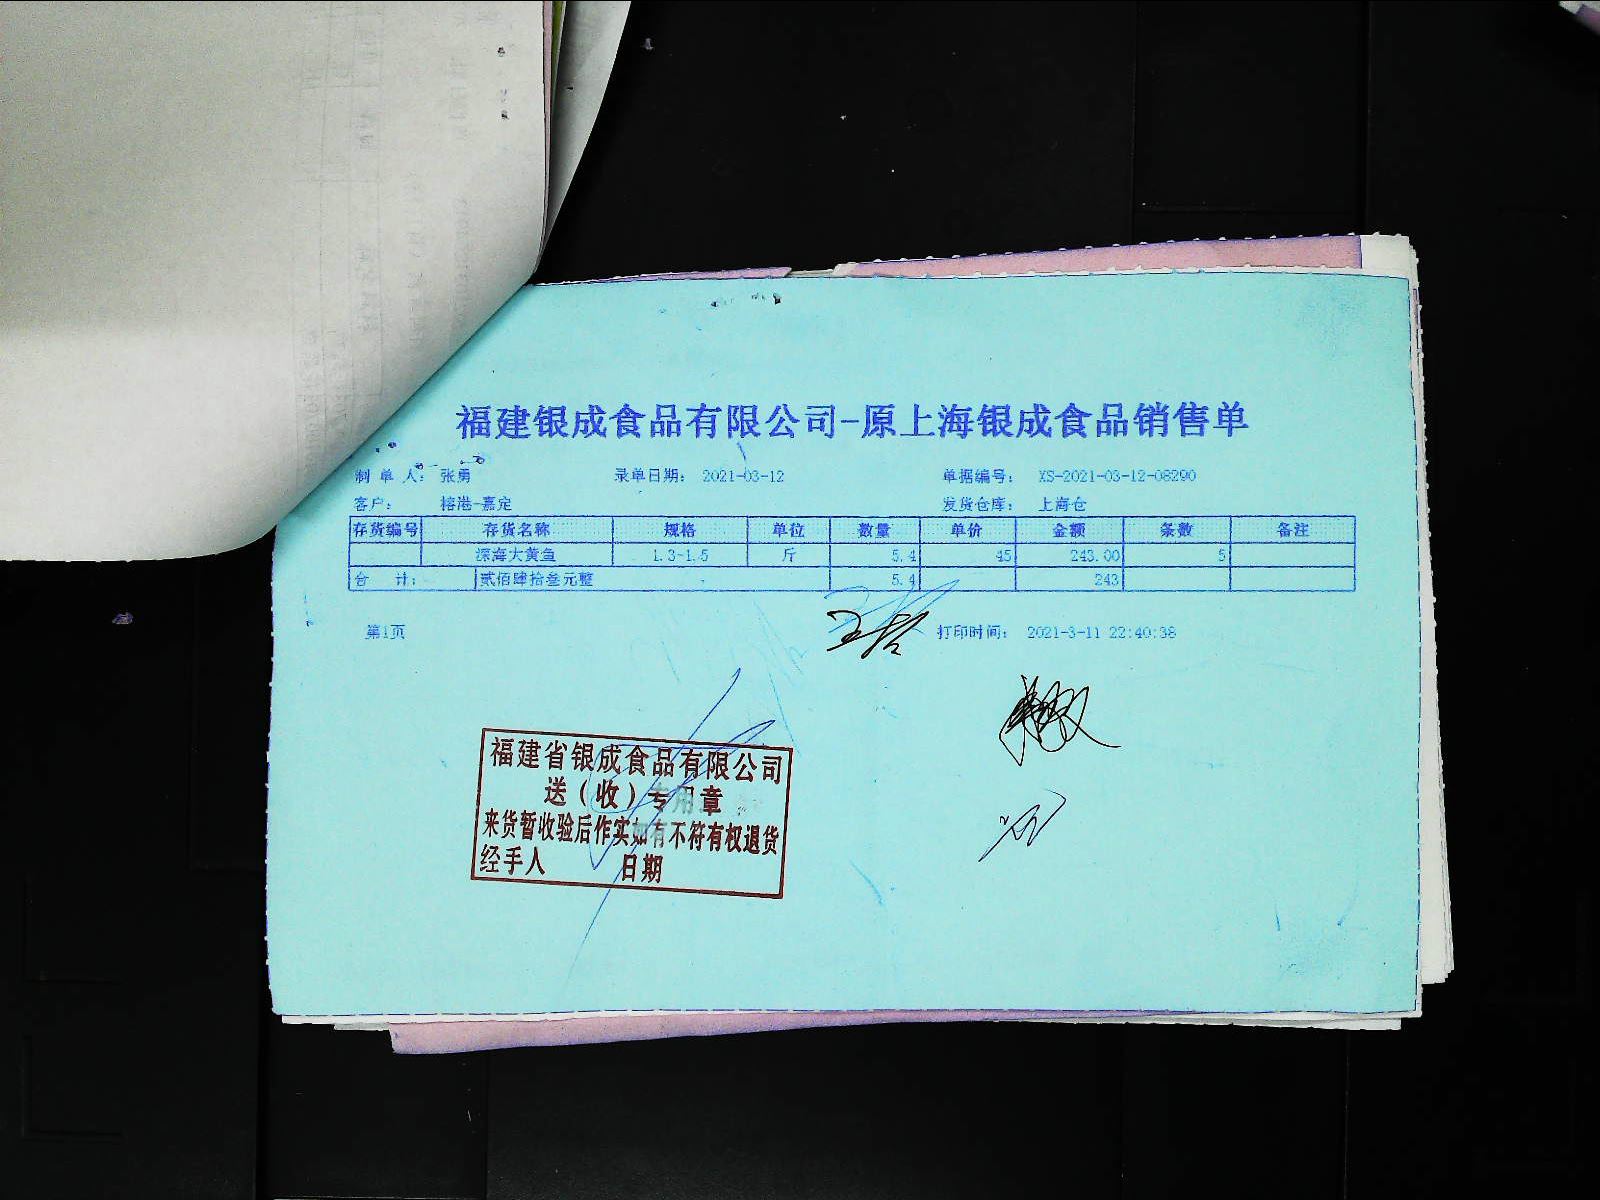 福建银成食品有限公司-原上海银成食品销售单
制 单 人： 张勇 录单日期： 2021-03-12 单据编号： XS-2021-03-12-08290
客户： 榕港-嘉定 发货仓库： 上海仓
存货编号 存货名称 规格 单位 数量 单价 金额 条数 备注
深海大黄鱼 1.3-1.5 斤 5.4 45 243.00 5
合 计： 贰佰肆拾叁元整 5.4 243
第1页 打印时间： 2021-3-11 22:40:38
福建省银成食品有限公司
送（收）专用章
来货暂收验后作实如有不符有权退货
经手人 日期